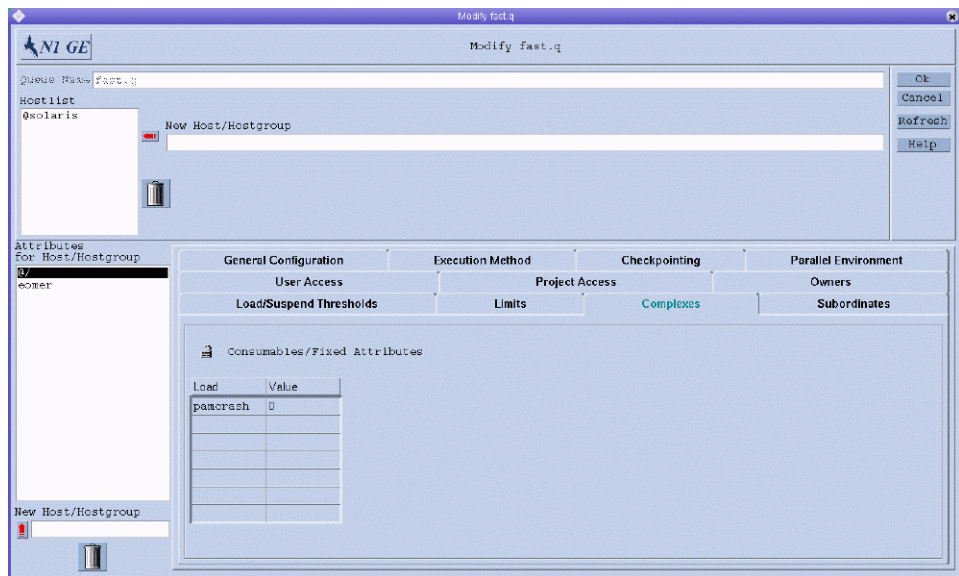 Modify fast.q
N1 GE
Modify fast.q
Queue Name fast.q
Ok
Cancel
Refresh
Help
Hostlist
@solaris
New Host/Hostgroup
Attributes
for Host/Hostgroup
@/
eomer
General Configuration Execution Method Checkpointing Parallel Environment
User Access Project Access Owners
Load/Suspend Thresholds Limits Complexes Subordinates
Consumables/Fixed Attributes
Load Value
pamcrash 0
New Host/Hostgroup